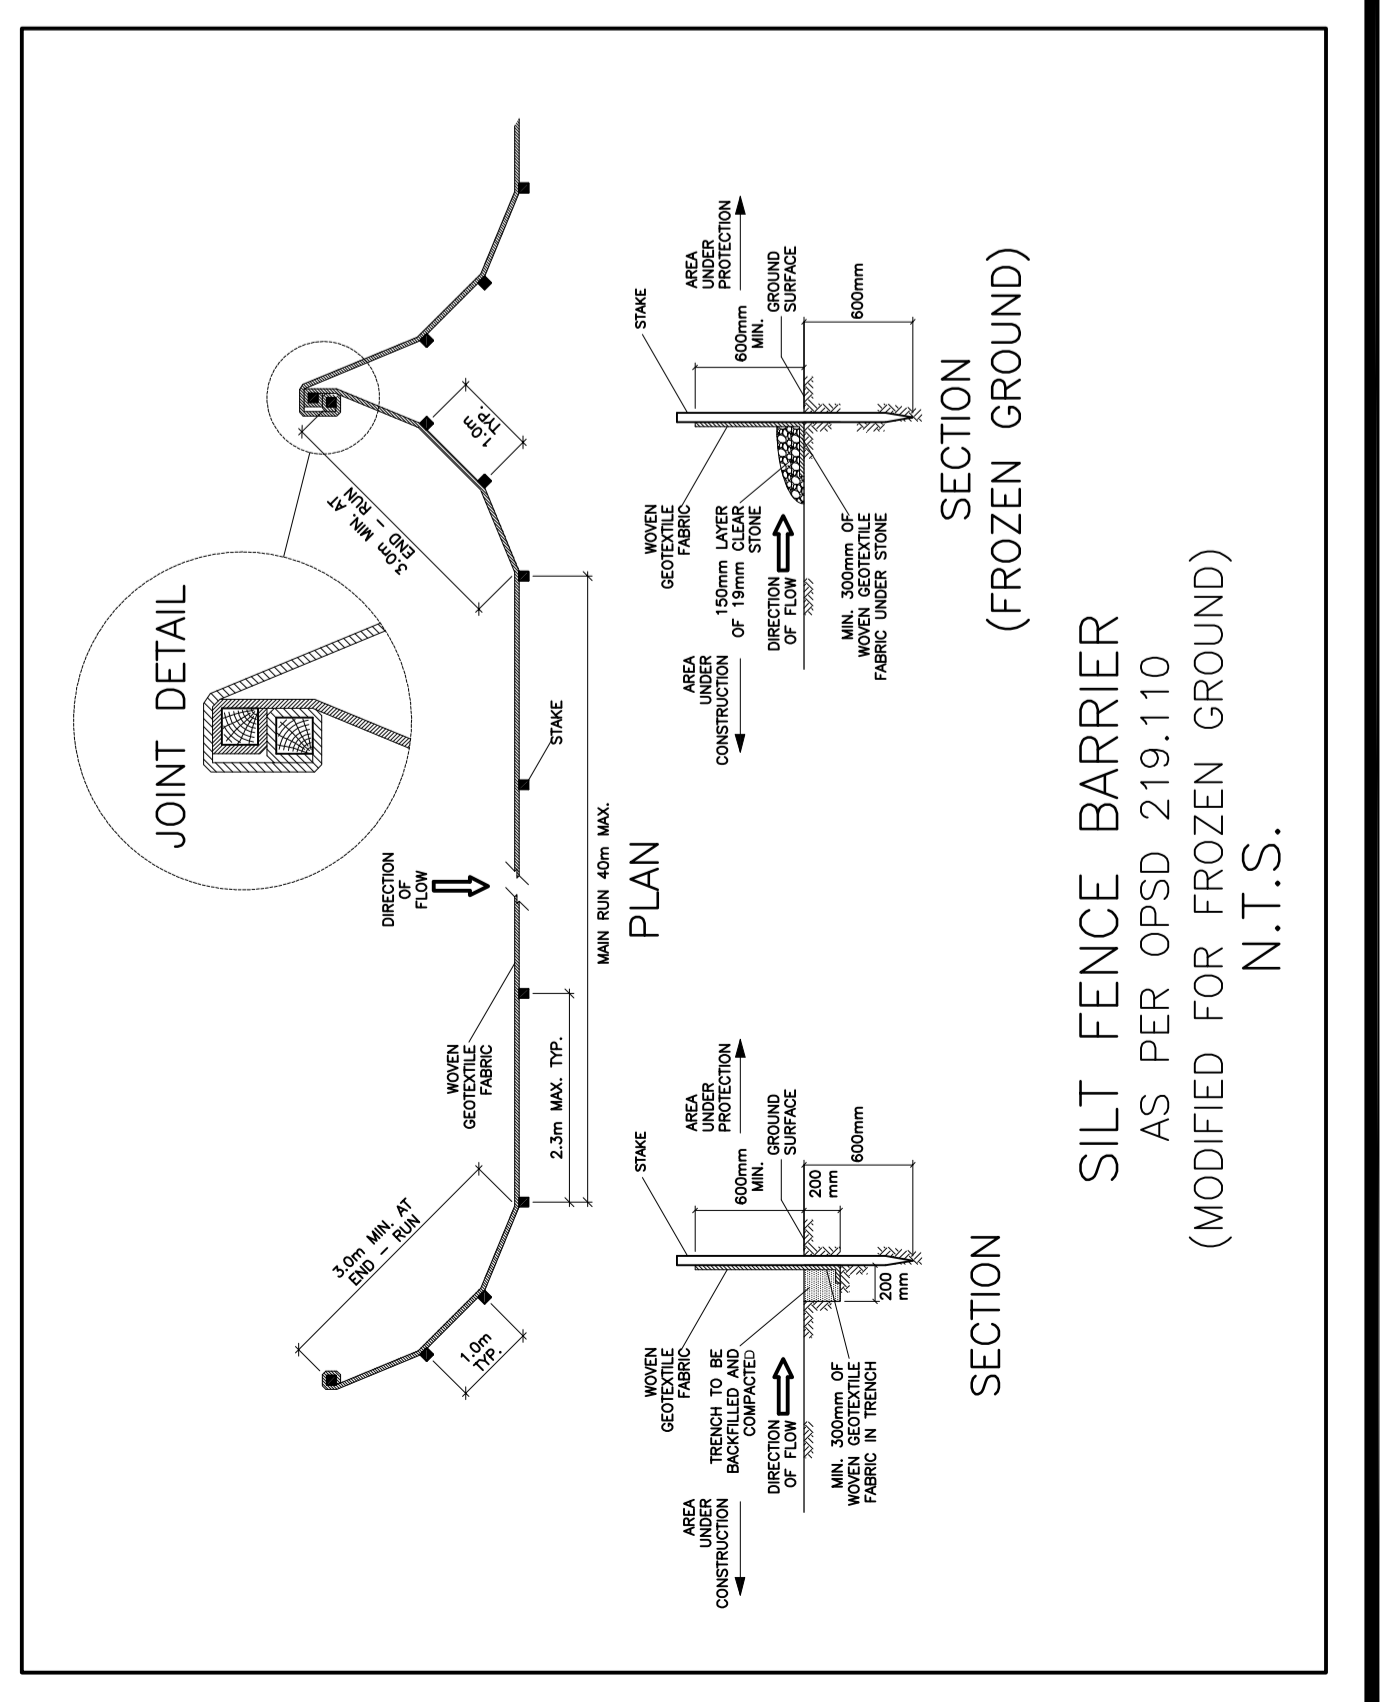 JOINT DETAIL
3.0m MIN. AT
END – RUN
1.0m
TYP.
DIRECTION
OF
FLOW
WOVEN
GEOTEXTILE
FABRIC
STAKE
2.3m MAX. TYP.
MAIN RUN 40m MAX.
3.0m MIN. AT
END – RUN
1.0m
TYP.
PLAN
STAKE
AREA
UNDER
PROTECTION
600mm
MIN.
GROUND
SURFACE
200
mm
600mm
200
mm
WOVEN
GEOTEXTILE
FABRIC
TRENCH TO BE
BACKFILLED AND
COMPACTED
DIRECTION
OF FLOW
MIN. 300mm OF
WOVEN GEOTEXTILE
FABRIC IN TRENCH
AREA
UNDER
CONSTRUCTION
SECTION
STAKE
AREA
UNDER
PROTECTION
600mm
MIN.
GROUND
SURFACE
600mm
WOVEN
GEOTEXTILE
FABRIC
150mm LAYER
OF 19mm CLEAR
STONE
DIRECTION
OF FLOW
MIN. 300mm OF
WOVEN GEOTEXTILE
FABRIC UNDER STONE
AREA
UNDER
CONSTRUCTION
SECTION
(FROZEN GROUND)
SILT FENCE BARRIER
AS PER OPSD 219.110
(MODIFIED FOR FROZEN GROUND)
N.T.S.